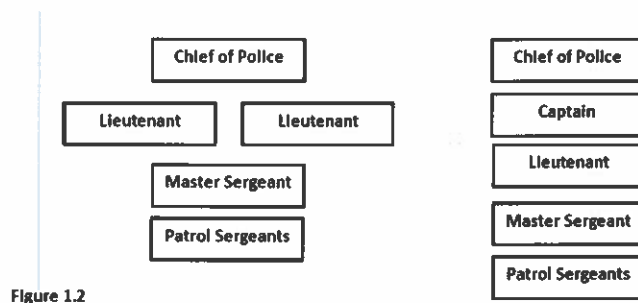 Chief of Police
Lieutenant Lieutenant
Master Sergeant
Patrol Sergeants
Chief of Police
Captain
Lieutenant
Master Sergeant
Patrol Sergeants
Figure 1.2